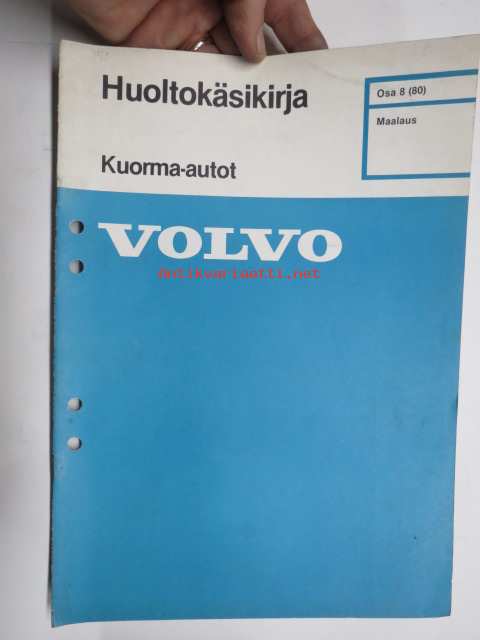 Huoltokäsikirja
Kuorma-autot
Osa 8 (80)
Maalaus
VOLVO
antikvariaatti.net